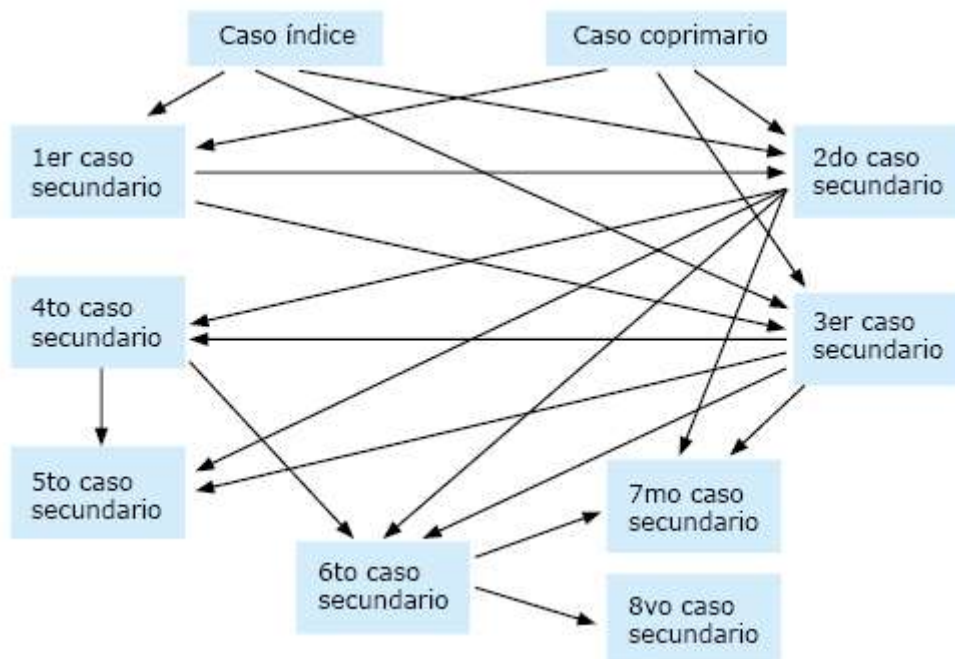 Caso índice
Caso coprimario
1er caso
secundario
2do caso
secundario
4to caso
secundario
3er caso
secundario
5to caso
secundario
7mo caso
secundario
6to caso
secundario
8vo caso
secundario